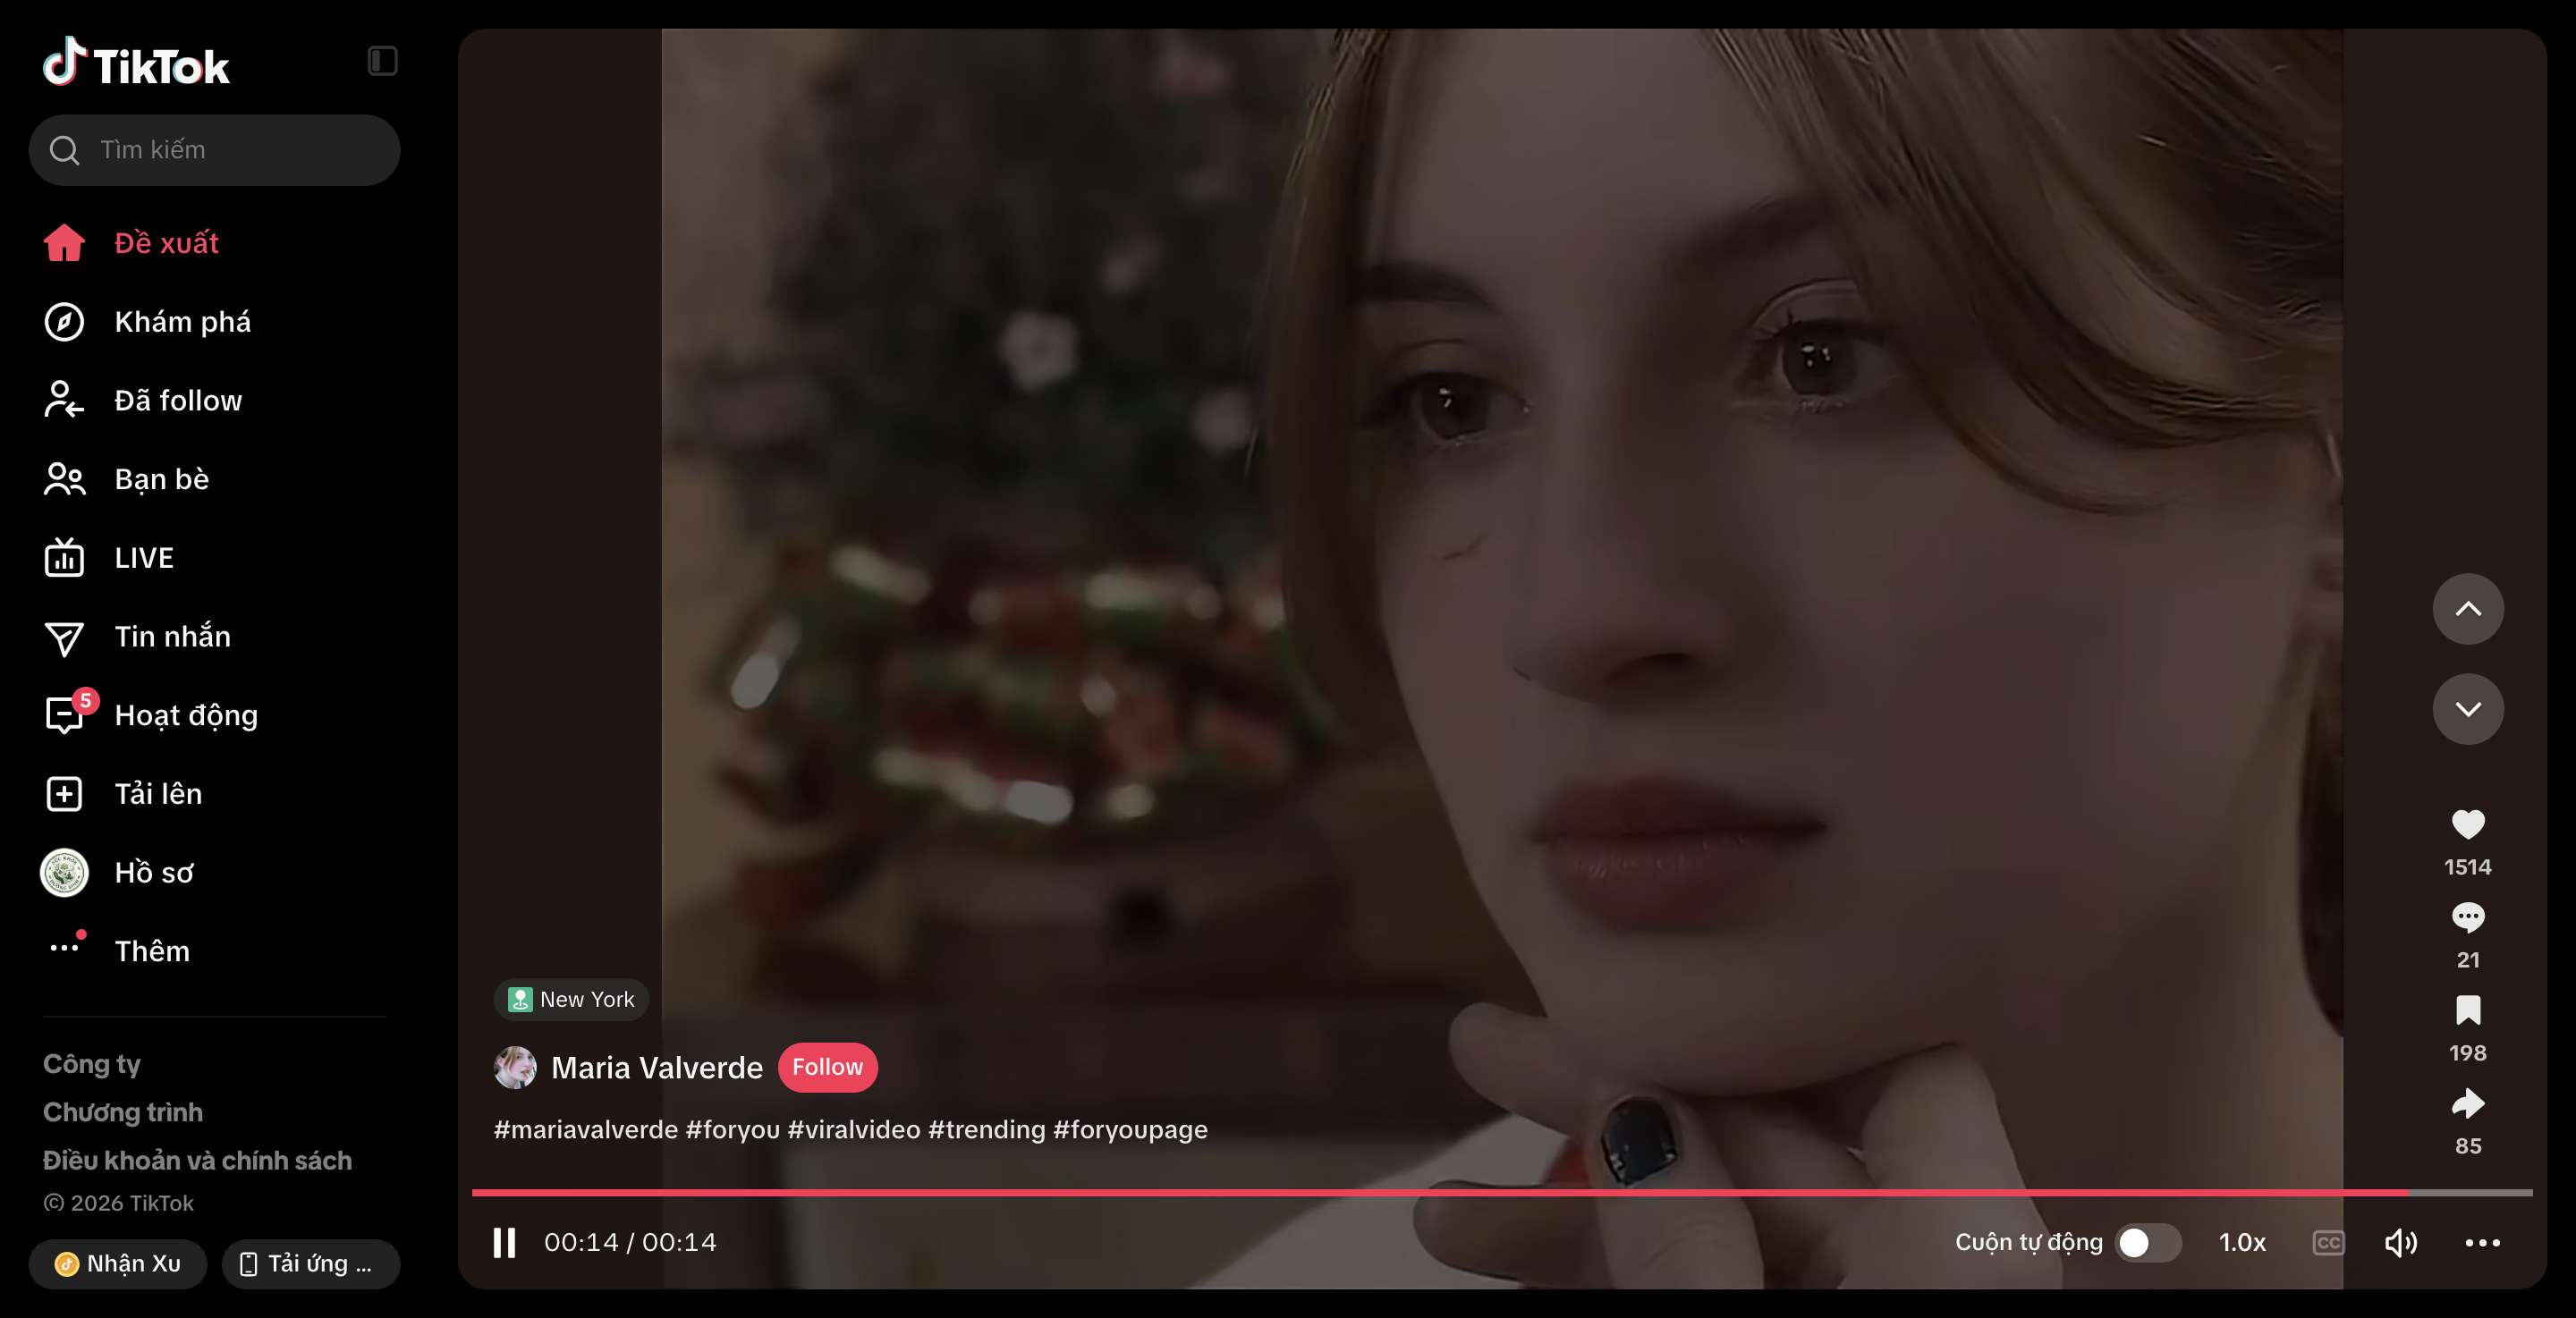 TikTok
Tìm kiếm
Đề xuất
Khám phá
Đã follow
Bạn bè
LIVE
Tin nhắn
5
Hoạt động
Tải lên
Hồ sơ
Thêm
Công ty
Chương trình
Điều khoản và chính sách
© 2026 TikTok
Nhận Xu
Tải ứng ...
New York
Maria Valverde
Follow
#mariavalverde #foryou #viralvideo #trending #foryoupage
00:14 / 00:14
1514
21
198
85
Cuộn tự động
1.0x
CC